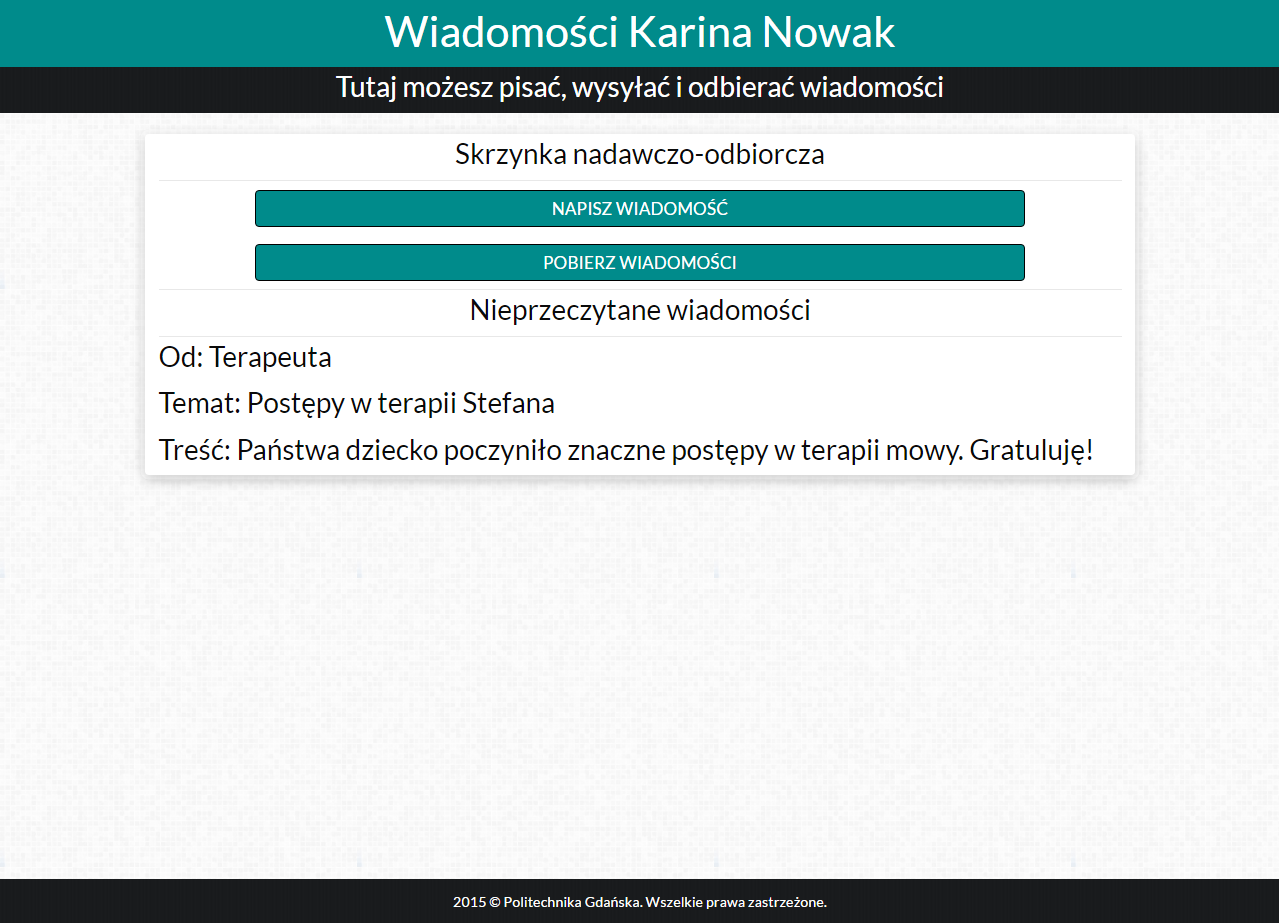 Wiadomości Karina Nowak
Tutaj możesz pisać, wysyłać i odbierać wiadomości
Skrzynka nadawczo-odbiorcza
NAPISZ WIADOMOŚĆ
POBIERZ WIADOMOŚCI
Nieprzeczytane wiadomości
Od: Terapeuta
Temat: Postępy w terapii Stefana
Treść: Państwa dziecko poczyniło znaczne postępy w terapii mowy. Gratuluję!
2015 © Politechnika Gdańska. Wszelkie prawa zastrzeżone.